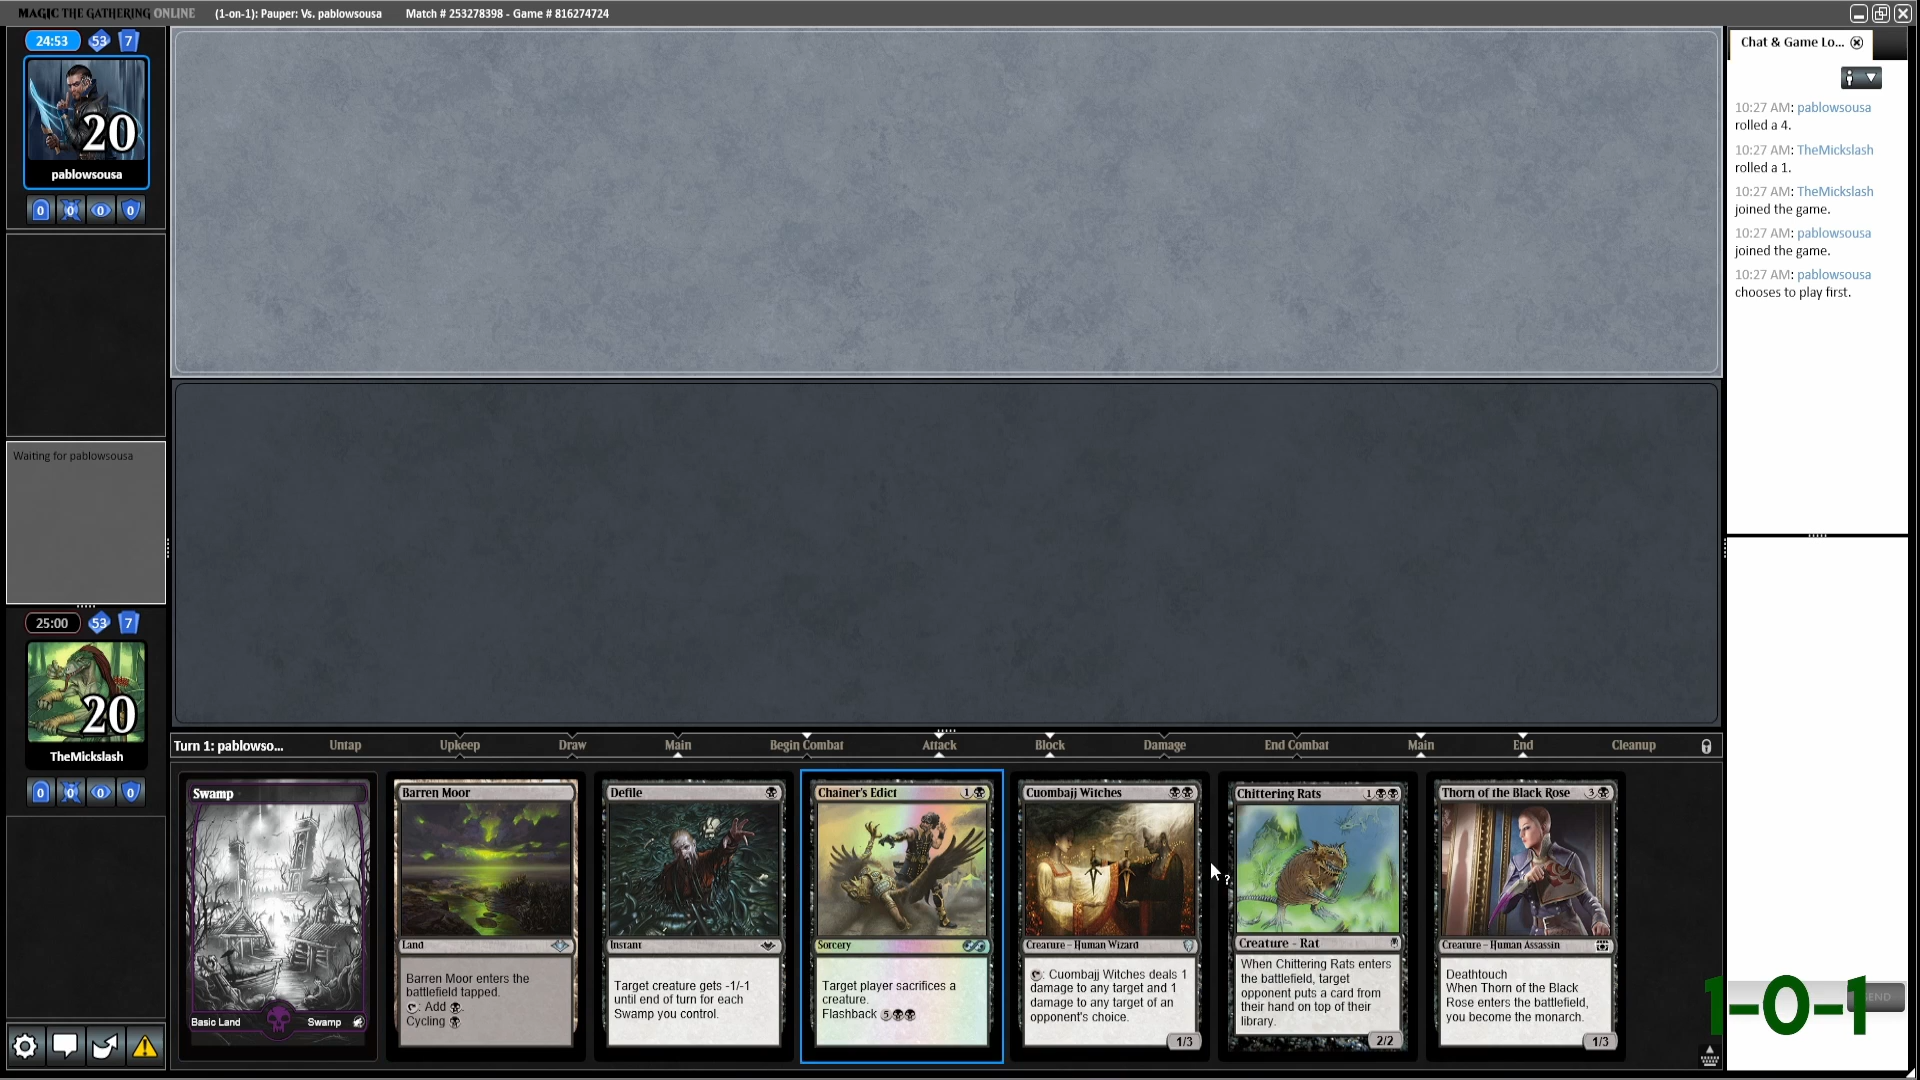 MAGIC THE GATHERING ONLINE (1-on-1): Pauper: Vs. pablowsousa Match # 253278398 - Game # 816274724
24:53 53 7
20
pablowsousa
0 0 0 0
Waiting for pablowsousa
25:00 53 7
20
TheMickslash
0 0 0 0
Chat & Game Lo...
10:27 AM: pablowsousa
rolled a 4.
10:27 AM: TheMickslash
rolled a 1.
10:27 AM: TheMickslash
joined the game.
10:27 AM: pablowsousa
joined the game.
10:27 AM: pablowsousa
chooses to play first.
Turn 1: pablowso... Untap Upkeep Draw Main Begin Combat Attack Block Damage End Combat Main End Cleanup
Swamp
Basic Land Swamp
Barren Moor
Land
Barren Moor enters the
battlefield tapped.
: Add .
Cycling
Defile
Instant
Target creature gets -1/-1
until end of turn for each
Swamp you control.
Chainer's Edict 1
Sorcery
Target player sacrifices a
creature.
Flashback 5
Cuombajj Witches
Creature – Human Wizard
: Cuombajj Witches deals 1
damage to any target and 1
damage to any target of an
opponent's choice.
1/3
Chittering Rats 1
Creature - Rat
When Chittering Rats enters
the battlefield, target
opponent puts a card from
their hand on top of their
library.
2/2
Thorn of the Black Rose 3
Creature – Human Assassin
Deathtouch
When Thorn of the Black
Rose enters the battlefield,
you become the monarch.
1/3
1-0-1